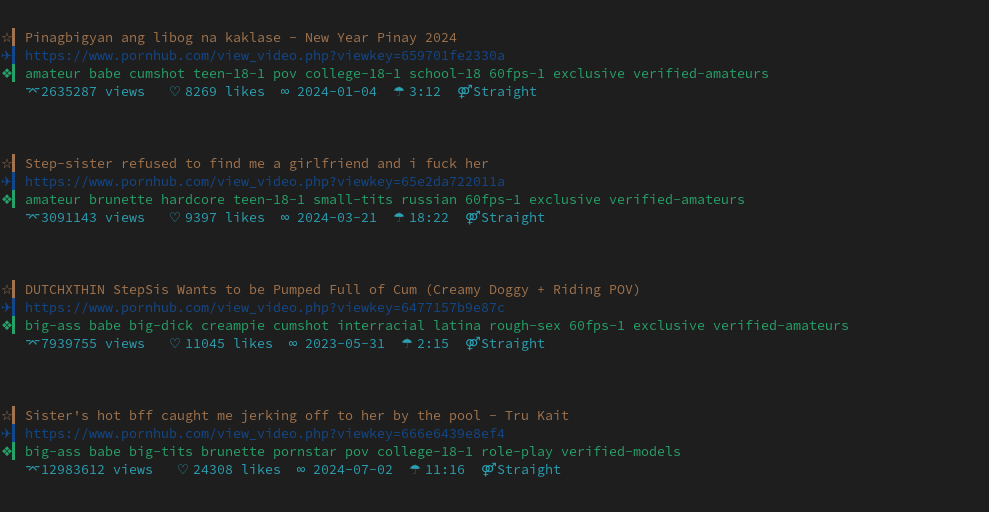 Pinagbigyan ang libog na kaklase - New Year Pinay 2024
https://www.pornhub.com/view_video.php?viewkey=659701fe2330a
amateur babe cumshot teen-18-1 pov college-18-1 school-18 60fps-1 exclusive verified-amateurs
2635287 views ♡ 8269 likes ∞ 2024-01-04 ☂ 3:12 ⚤Straight
Step-sister refused to find me a girlfriend and i fuck her
https://www.pornhub.com/view_video.php?viewkey=65e2da722011a
amateur brunette hardcore teen-18-1 small-tits russian 60fps-1 exclusive verified-amateurs
3091143 views ♡ 9397 likes ∞ 2024-03-21 ☂ 18:22 ⚤Straight
DUTCHXTHIN StepSis Wants to be Pumped Full of Cum (Creamy Doggy + Riding POV)
https://www.pornhub.com/view_video.php?viewkey=6477157b9e87c
big-ass babe big-dick creampie cumshot interracial latina rough-sex 60fps-1 exclusive verified-amateurs
7939755 views ♡ 11045 likes ∞ 2023-05-31 ☂ 2:15 ⚤Straight
Sister's hot bff caught me jerking off to her by the pool - Tru Kait
https://www.pornhub.com/view_video.php?viewkey=666e6439e8ef4
big-ass babe big-tits brunette pornstar pov college-18-1 role-play verified-models
12983612 views ♡ 24308 likes ∞ 2024-07-02 ☂ 11:16 ⚤Straight